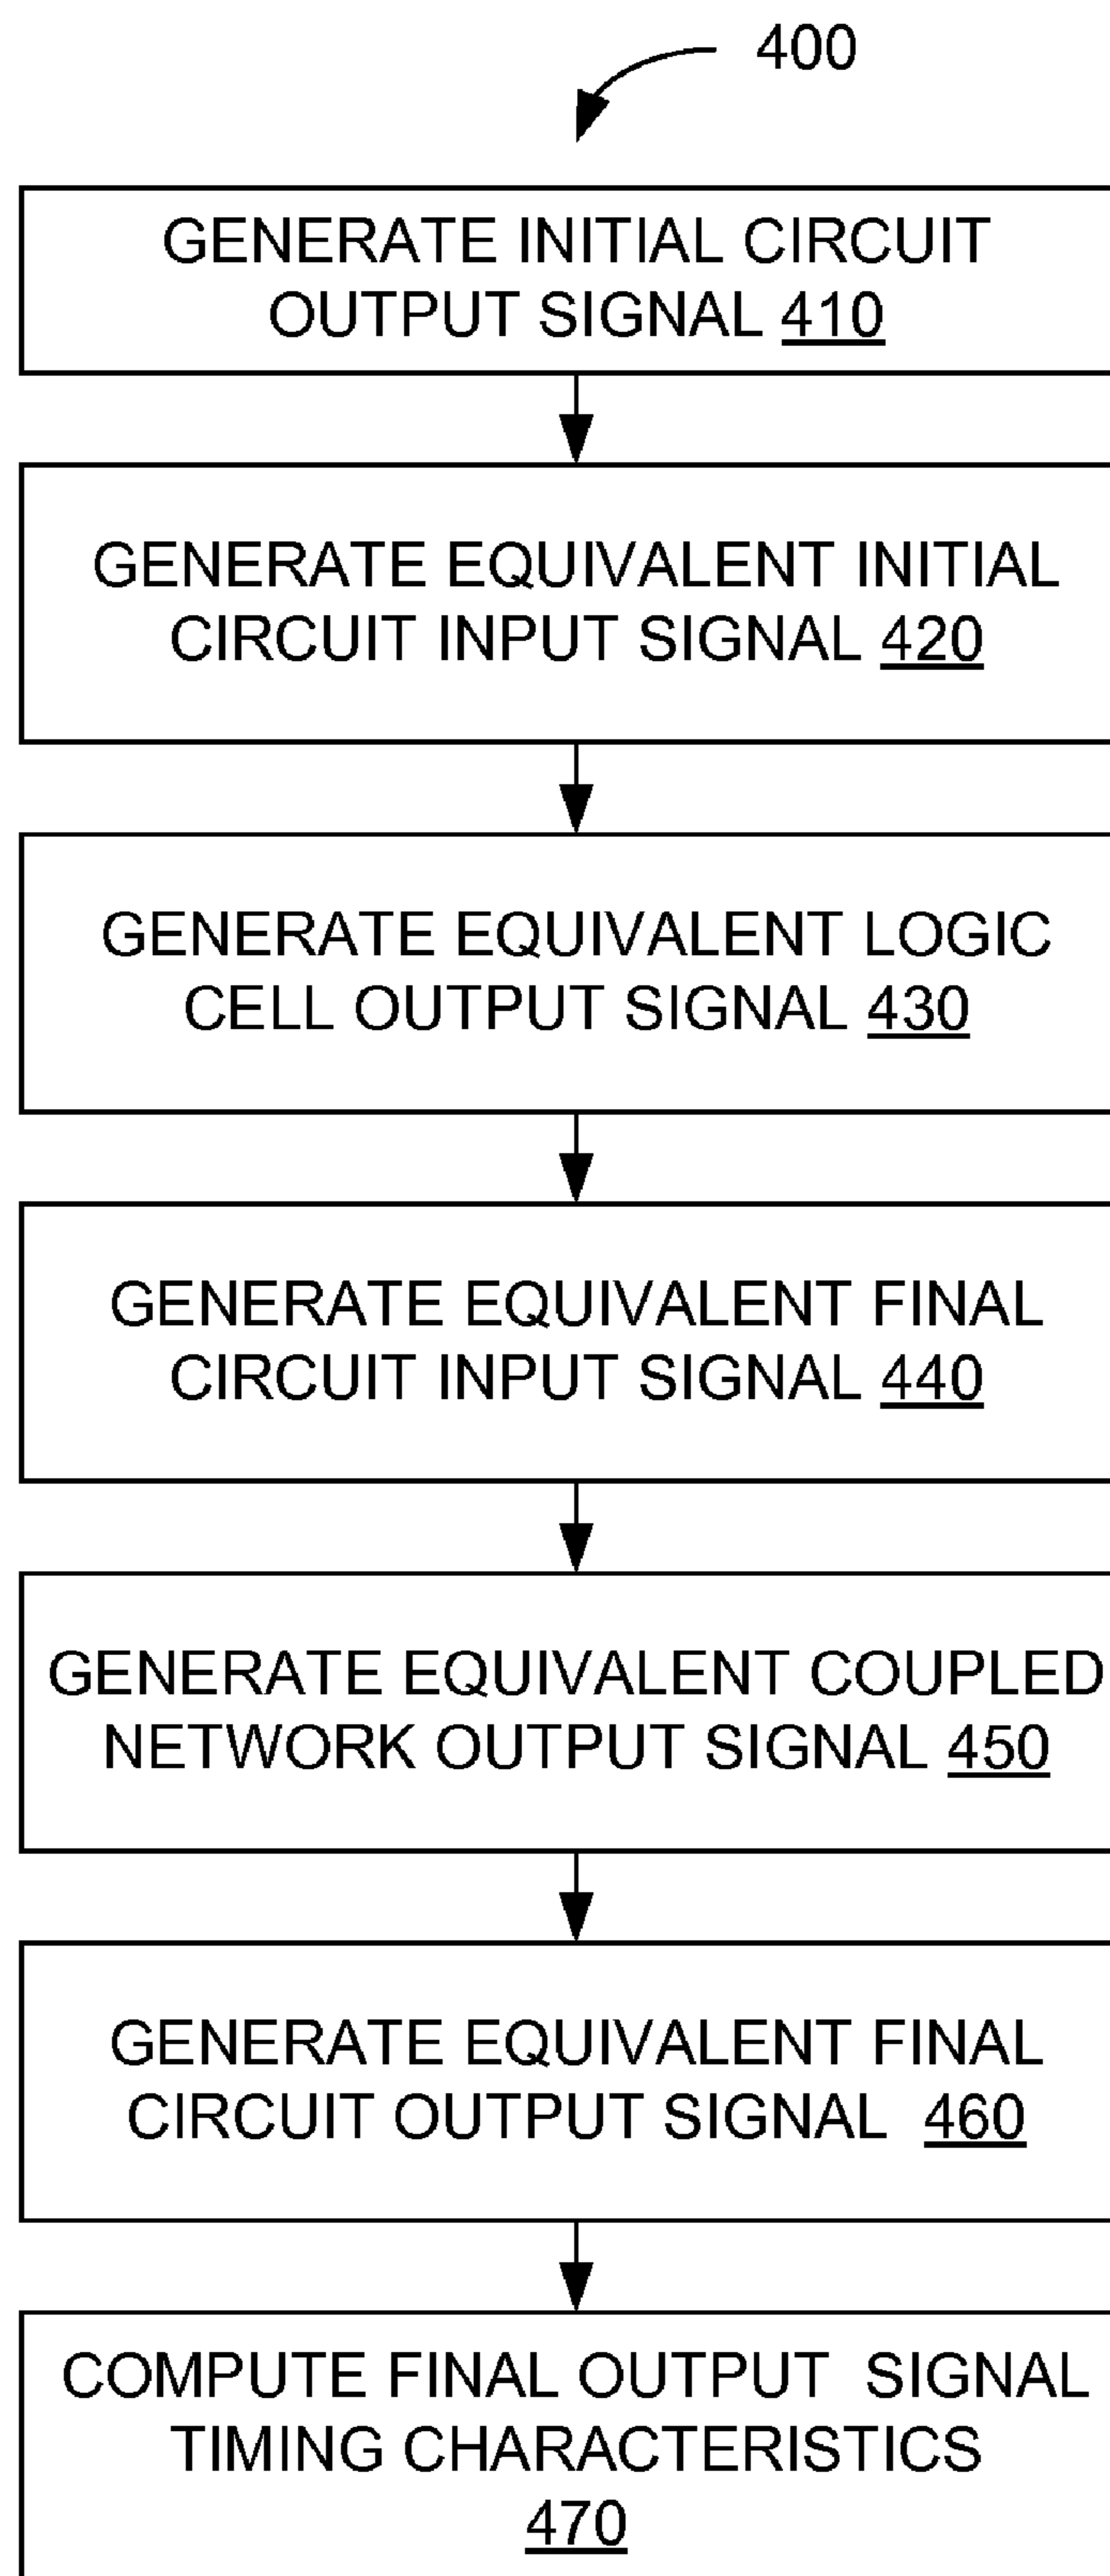 400
GENERATE INITIAL CIRCUIT
OUTPUT SIGNAL 410
GENERATE EQUIVALENT INITIAL
CIRCUIT INPUT SIGNAL 420
GENERATE EQUIVALENT LOGIC
CELL OUTPUT SIGNAL 430
GENERATE EQUIVALENT FINAL
CIRCUIT INPUT SIGNAL 440
GENERATE EQUIVALENT COUPLED
NETWORK OUTPUT SIGNAL 450
GENERATE EQUIVALENT FINAL
CIRCUIT OUTPUT SIGNAL 460
COMPUTE FINAL OUTPUT SIGNAL
TIMING CHARACTERISTICS
470